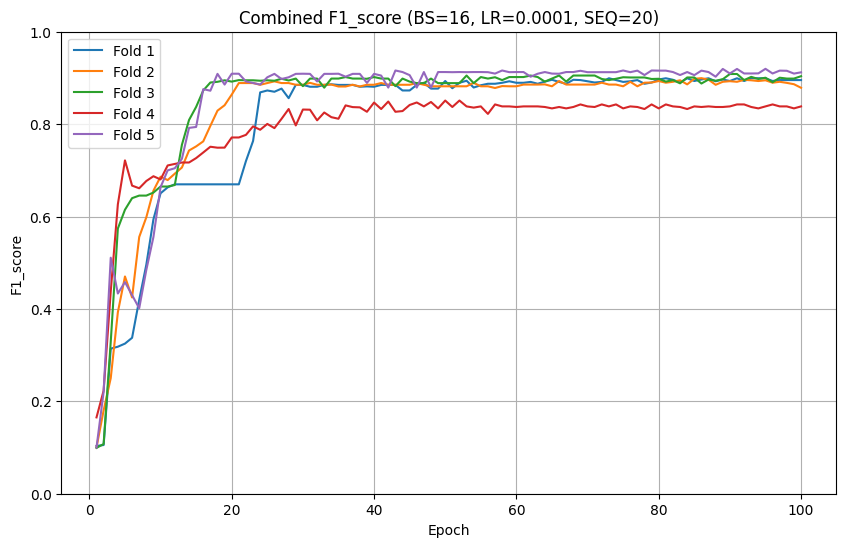 Combined F1_score (BS=16, LR=0.0001, SEQ=20)
Fold 1
Fold 2
Fold 3
Fold 4
Fold 5
F1_score
1.0
0.8
0.6
0.4
0.2
0.0
0 20 40 60 80 100
Epoch